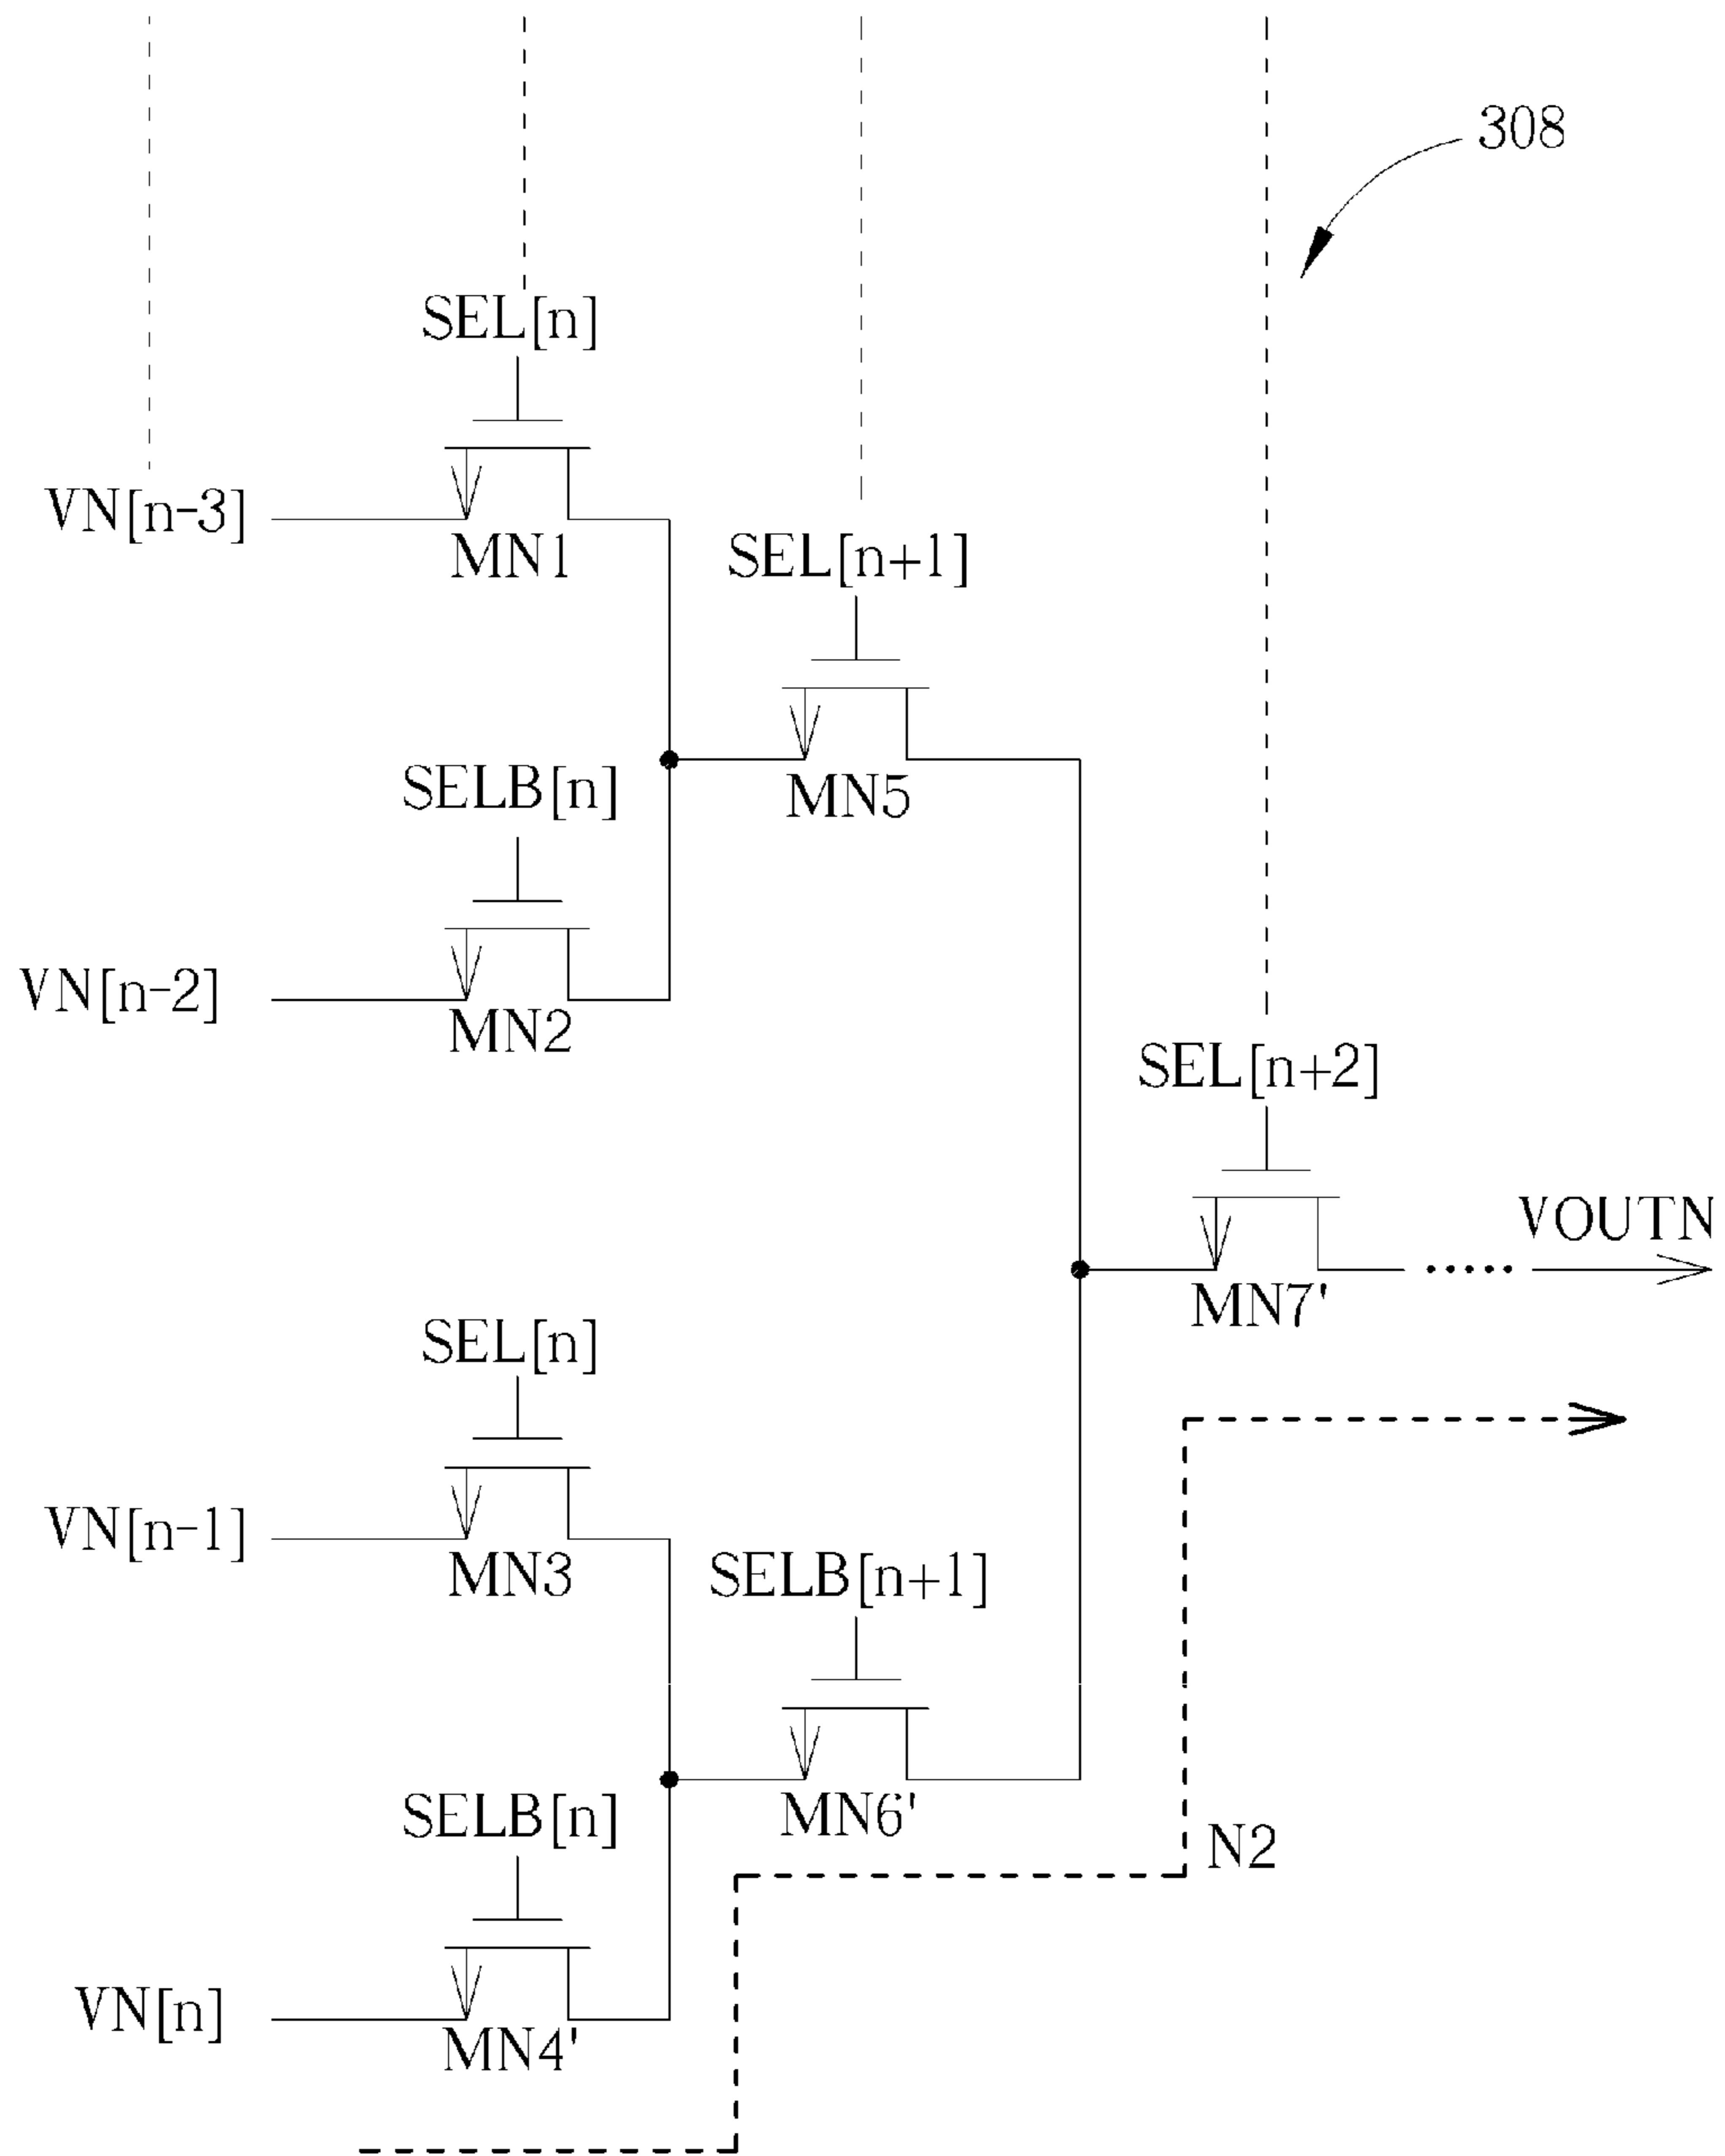 308
SEL[n]
VN[n-3]
MN1
SEL[n+1]
SELB[n]
MN5
VN[n-2]
MN2
SEL[n+2]
VOUTN
MN7'
SEL[n]
VN[n-1]
MN3
SELB[n+1]
SELB[n]
MN6'
N2
VN[n]
MN4'